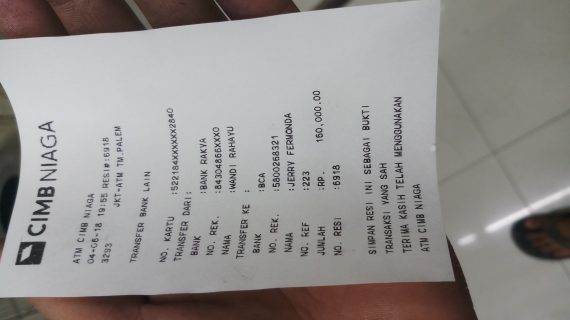 CIMB NIAGA
ATM CIMB NIAGA
04-06-18 19:55 RESI#:6918
3293 JKT-ATM TM.PALEM
TRANSFER BANK LAIN
NO. KARTU :522184XXXXXX2840
TRANSFER DARI:
BANK :BANK RAKYA
NO. REK. :84304866XXX0
NAMA :WANDI RAHAYU
TRANSFER KE :
BANK :BCA
NO. REK. :5800268321
NAMA :JERRY FERMONDA
NO. REF :223
JUMLAH :RP. 160,000.00
NO. RESI :6918
SIMPAN RESI INI SEBAGAI BUKTI
TRANSAKSI YANG SAH
TERIMA KASIH TELAH MENGGUNAKAN
ATM CIMB NIAGA